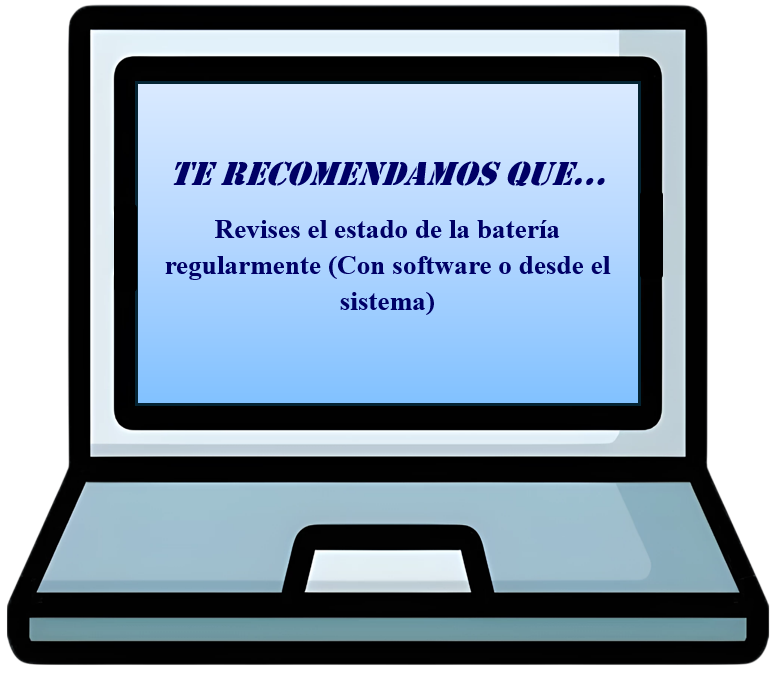 TE RECOMENDAMOS QUE...
Revises el estado de la batería
regularmente (Con software o desde el
sistema)